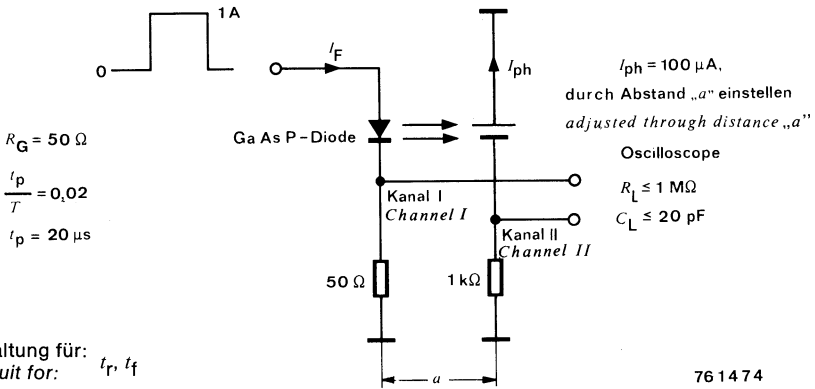 1 A
0
I_F
I_ph
I_ph = 100 µA,
durch Abstand „a” einstellen
adjusted through distance „a”
Ga As P-Diode
R_G = 50 Ω
Oscilloscope
t_p / T = 0,02
R_L ≤ 1 MΩ
Kanal I
Channel I
C_L ≤ 20 pF
t_p = 20 µs
Kanal II
Channel II
50 Ω
1 kΩ
altung für:
uit for:
t_r, t_f
a
761474